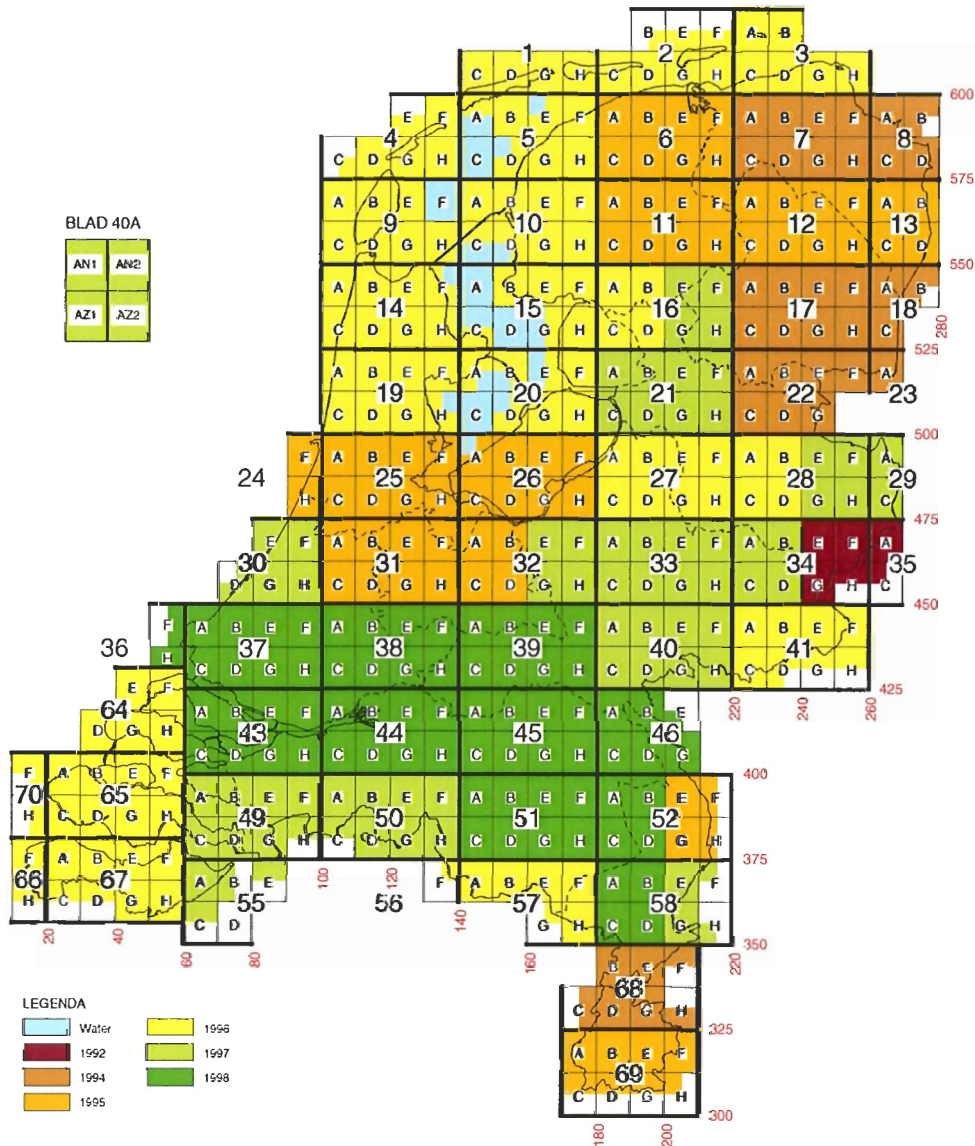 B E F A B
1 2 3
C D G H C D G H C D G H
600
E F A B E F A B E F A B E F A B
4 5 6 7 8
C D G H C D G H C D G H C D G H C D
575
BLAD 40A
A B E F A B E F A B E F A B E F A B
9 10 11 12 13
C D G H C D G H C D G H C D G H C D
AN1 AN2
AZ1 AZ2
550
A B E F A B E F A B E F A B E F A B
14 15 16 17 18
C D G H C D G H C D G H C D G H C
280
525
A B E F A B E F A B E F A B E F A
19 20 21 22 23
C D G H C D G H C D G H C D G
500
F A B E F A B E F A B E F A B E F A
24 25 26 27 28 29
H C D G H C D G H C D G H C D G H C
475
E F A B E F A B E F A B E F A B E F A
30 31 32 33 34 35
D G H C D G H C D G H C D G H C D G H C
450
F A B E F A B E F A B E F A B E F A B E F
36 37 38 39 40 41
H C D G H C D G H C D G H C D G H C D G H
425
220 240 260
E F A B E F A B E F A B E F A B E
64 43 44 45 46
D G H C D G H C D G H C D G H C D G
400
F A B E F A B E F A B E F A B E F A B E F
70 65 49 50 51 52
H C D G H C D G H C D G H C D G H C D G H
375
F A B E F A B E F A B E F A B E F
66 67 55 100 120 56 57 58
H C D G H C D 140 G H C D G H
350
20 40 60 80 160 220
B E F
68
C D G H
325
LEGENDA
Water 1996
1992 1997
1994 1998
1995
A B E F
69
C D G H
300
180 200